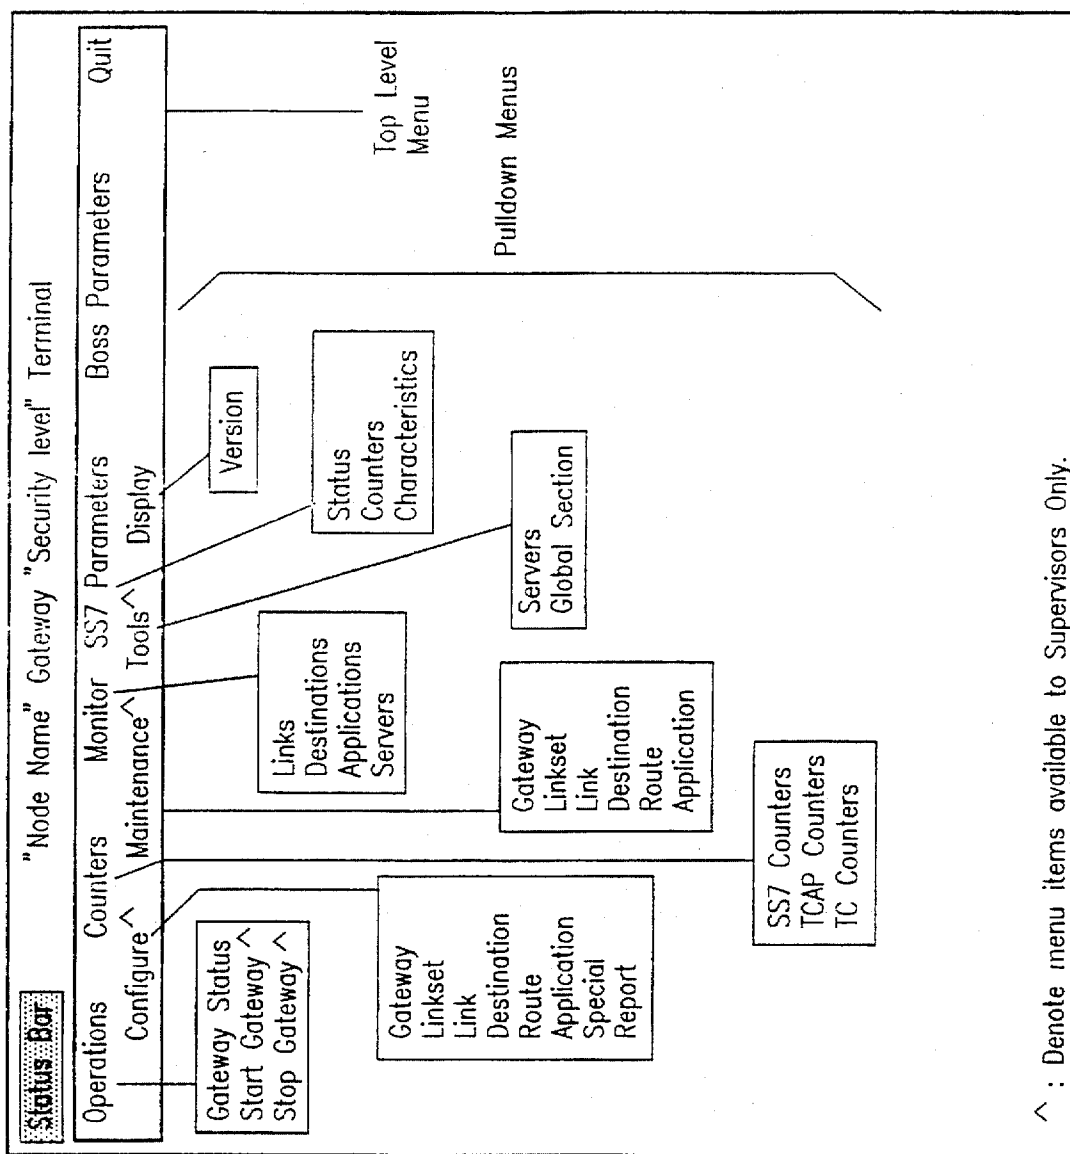 Status Bar "Node Name" Gateway "Security level" Terminal
Operations Counters Monitor SS7 Parameters Boss Parameters Quit
Configure^ Maintenance^ Tools^ Display
Gateway Status
Start Gateway ^
Stop Gateway ^
Links
Destinations
Applications
Servers
Version
Status
Counters
Characteristics
Top Level
Menu
Gateway
Linkset
Link
Destination
Route
Application
Special
Report
Gateway
Linkset
Link
Destination
Route
Application
Servers
Global Section
Pulldown Menus
SS7 Counters
TCAP Counters
TC Counters
^ : Denote menu items available to Supervisors Only.